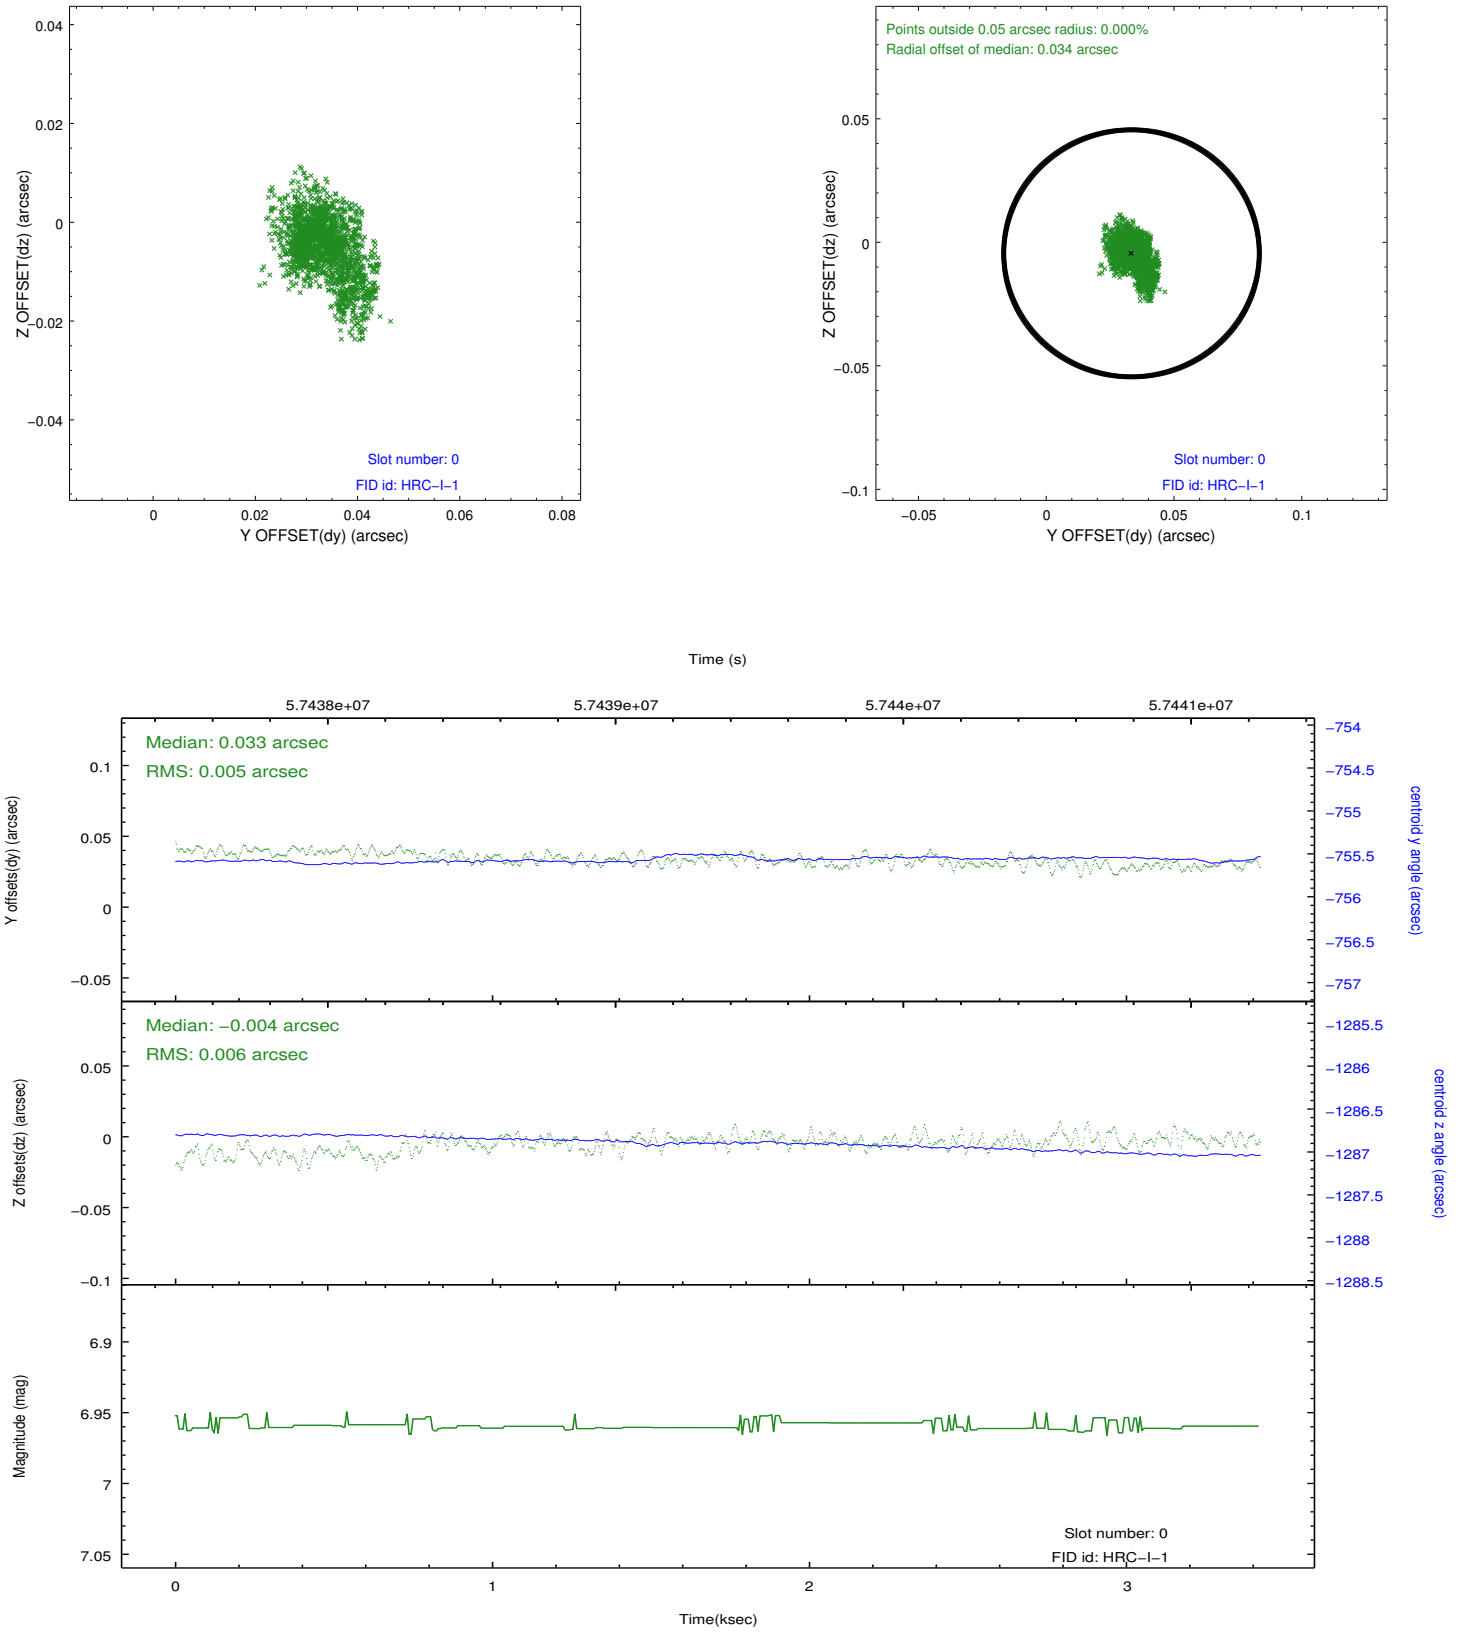 0.04
0.02
0
−0.02
−0.04
Z OFFSET(dz) (arcsec)
Slot number: 0
FID id: HRC−I−1
0
0.02
0.04
0.06
0.08
Y OFFSET(dy) (arcsec)
Points outside 0.05 arcsec radius: 0.000%
Radial offset of median: 0.034 arcsec
0.05
0
−0.05
−0.1
Z OFFSET(dz) (arcsec)
Slot number: 0
FID id: HRC−I−1
−0.05
0
0.05
0.1
Y OFFSET(dy) (arcsec)
Time (s)
5.7438e+07
5.7439e+07
5.744e+07
5.7441e+07
Median: 0.033 arcsec
RMS: 0.005 arcsec
0.1
0.05
0
−0.05
Y offsets(dy) (arcsec)
−754
−754.5
−755
−755.5
−756
−756.5
−757
centroid y angle (arcsec)
Median: −0.004 arcsec
RMS: 0.006 arcsec
0.05
0
−0.05
−0.1
Z offsets(dz) (arcsec)
−1285.5
−1286
−1286.5
−1287
−1287.5
−1288
−1288.5
centroid z angle (arcsec)
6.9
6.95
7
7.05
Magnitude (mag)
Slot number: 0
FID id: HRC−I−1
0
1
2
3
Time(ksec)